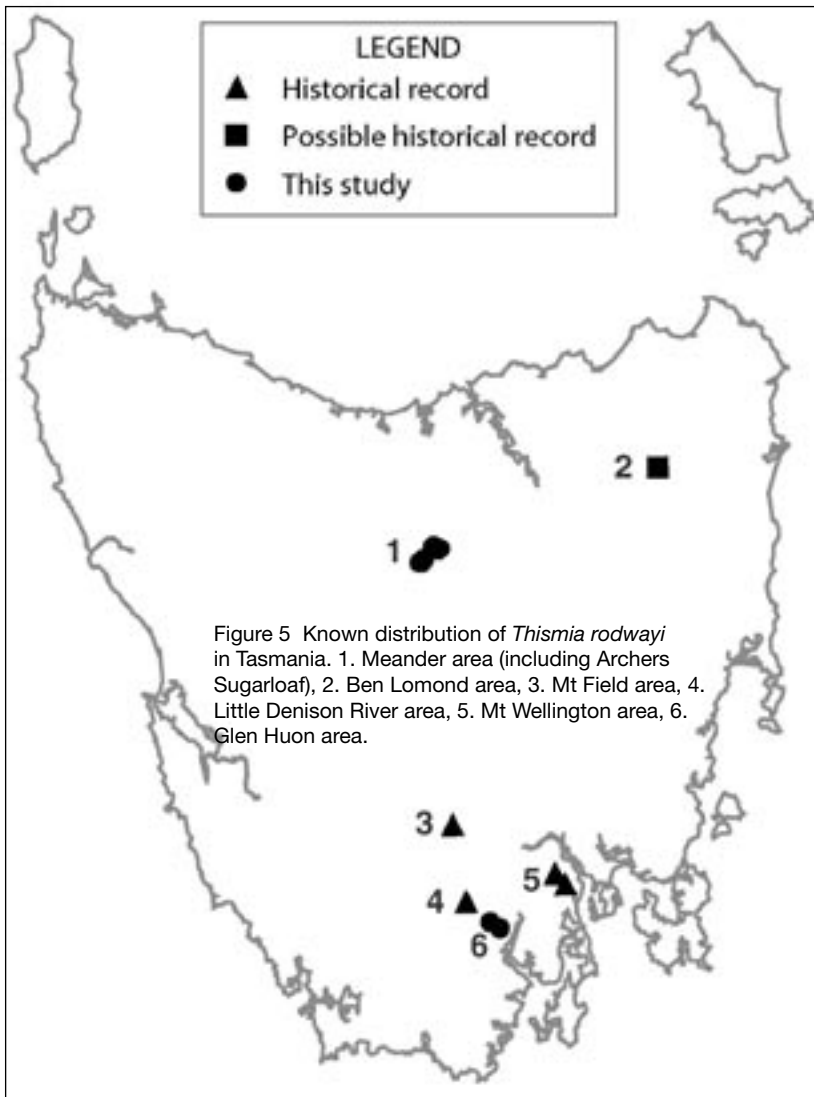 LEGEND
Historical record
Possible historical record
This study
2
1
Figure 5 Known distribution of Thismia rodwayi
in Tasmania. 1. Meander area (including Archers
Sugarloaf), 2. Ben Lomond area, 3. Mt Field area, 4.
Little Denison River area, 5. Mt Wellington area, 6.
Glen Huon area.
3
5
4
6